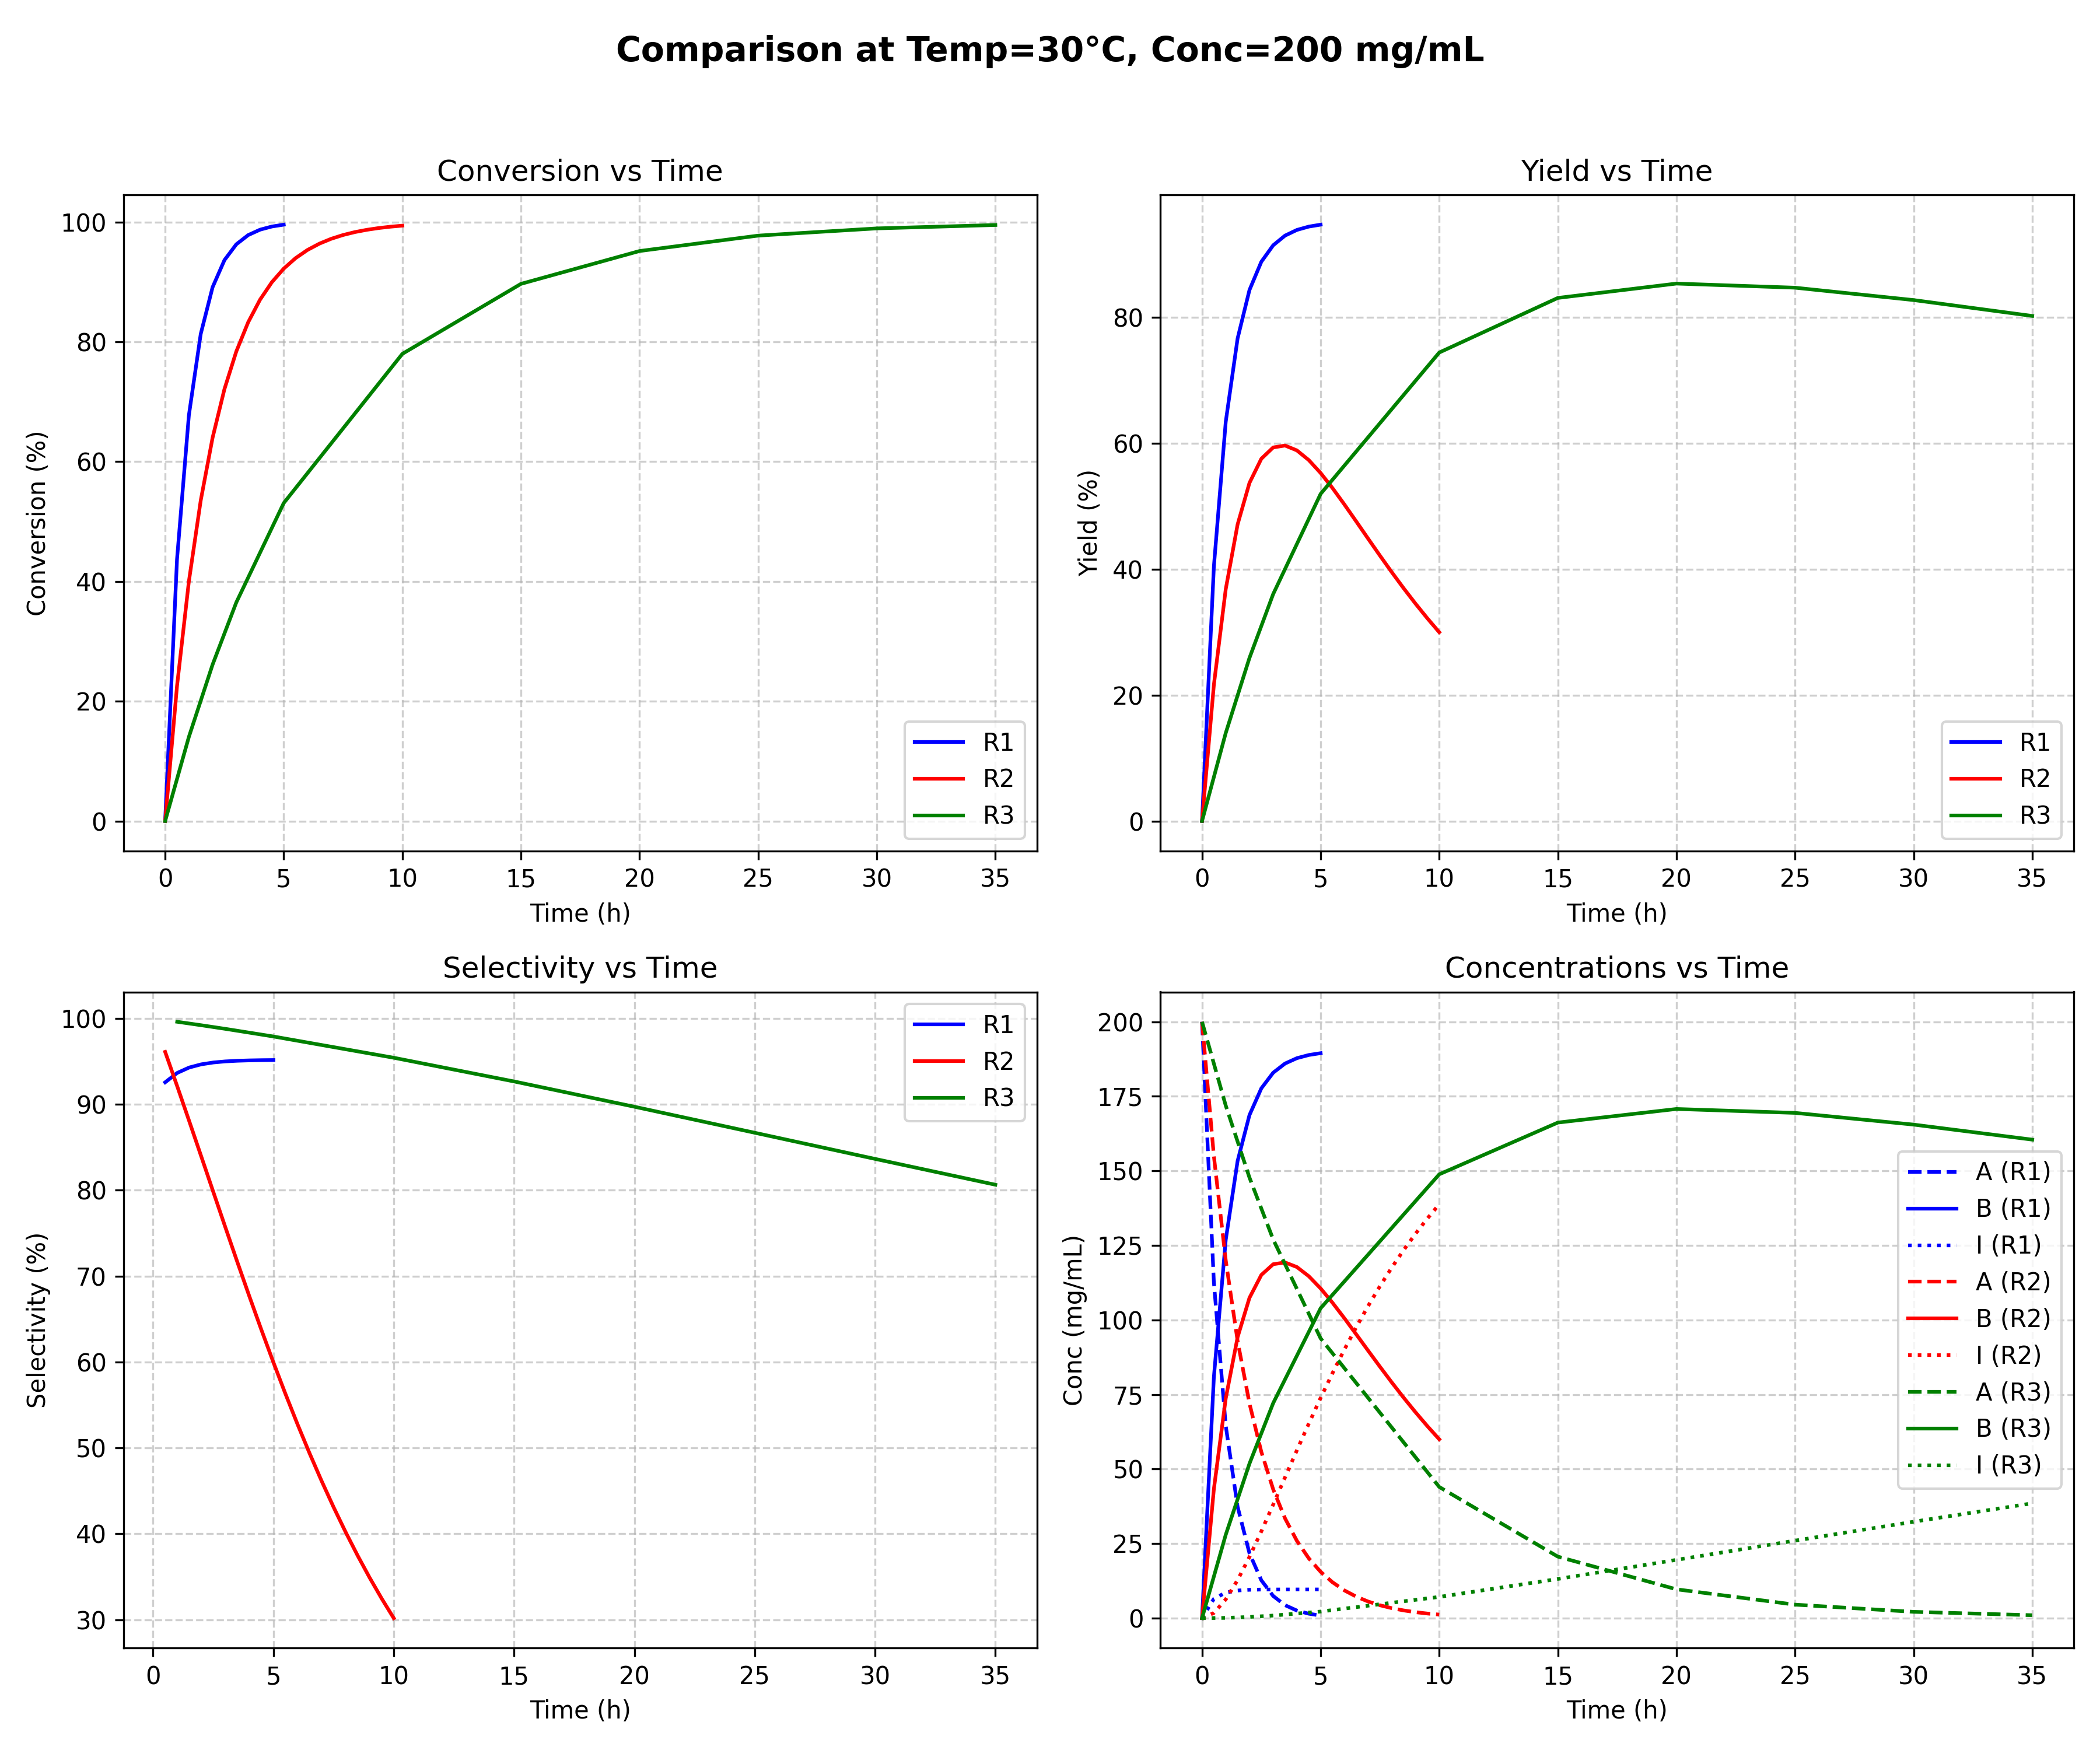 Comparison at Temp=30°C, Conc=200 mg/mL
Conversion vs Time
100
80
60
40
20
0
Conversion (%)
0 5 10 15 20 25 30 35
Time (h)
R1
R2
R3
Yield vs Time
80
60
40
20
0
Yield (%)
0 5 10 15 20 25 30 35
Time (h)
R1
R2
R3
Selectivity vs Time
100
90
80
70
60
50
40
30
Selectivity (%)
0 5 10 15 20 25 30 35
Time (h)
R1
R2
R3
Concentrations vs Time
200
175
150
125
100
75
50
25
0
Conc (mg/mL)
0 5 10 15 20 25 30 35
Time (h)
A (R1)
B (R1)
I (R1)
A (R2)
B (R2)
I (R2)
A (R3)
B (R3)
I (R3)